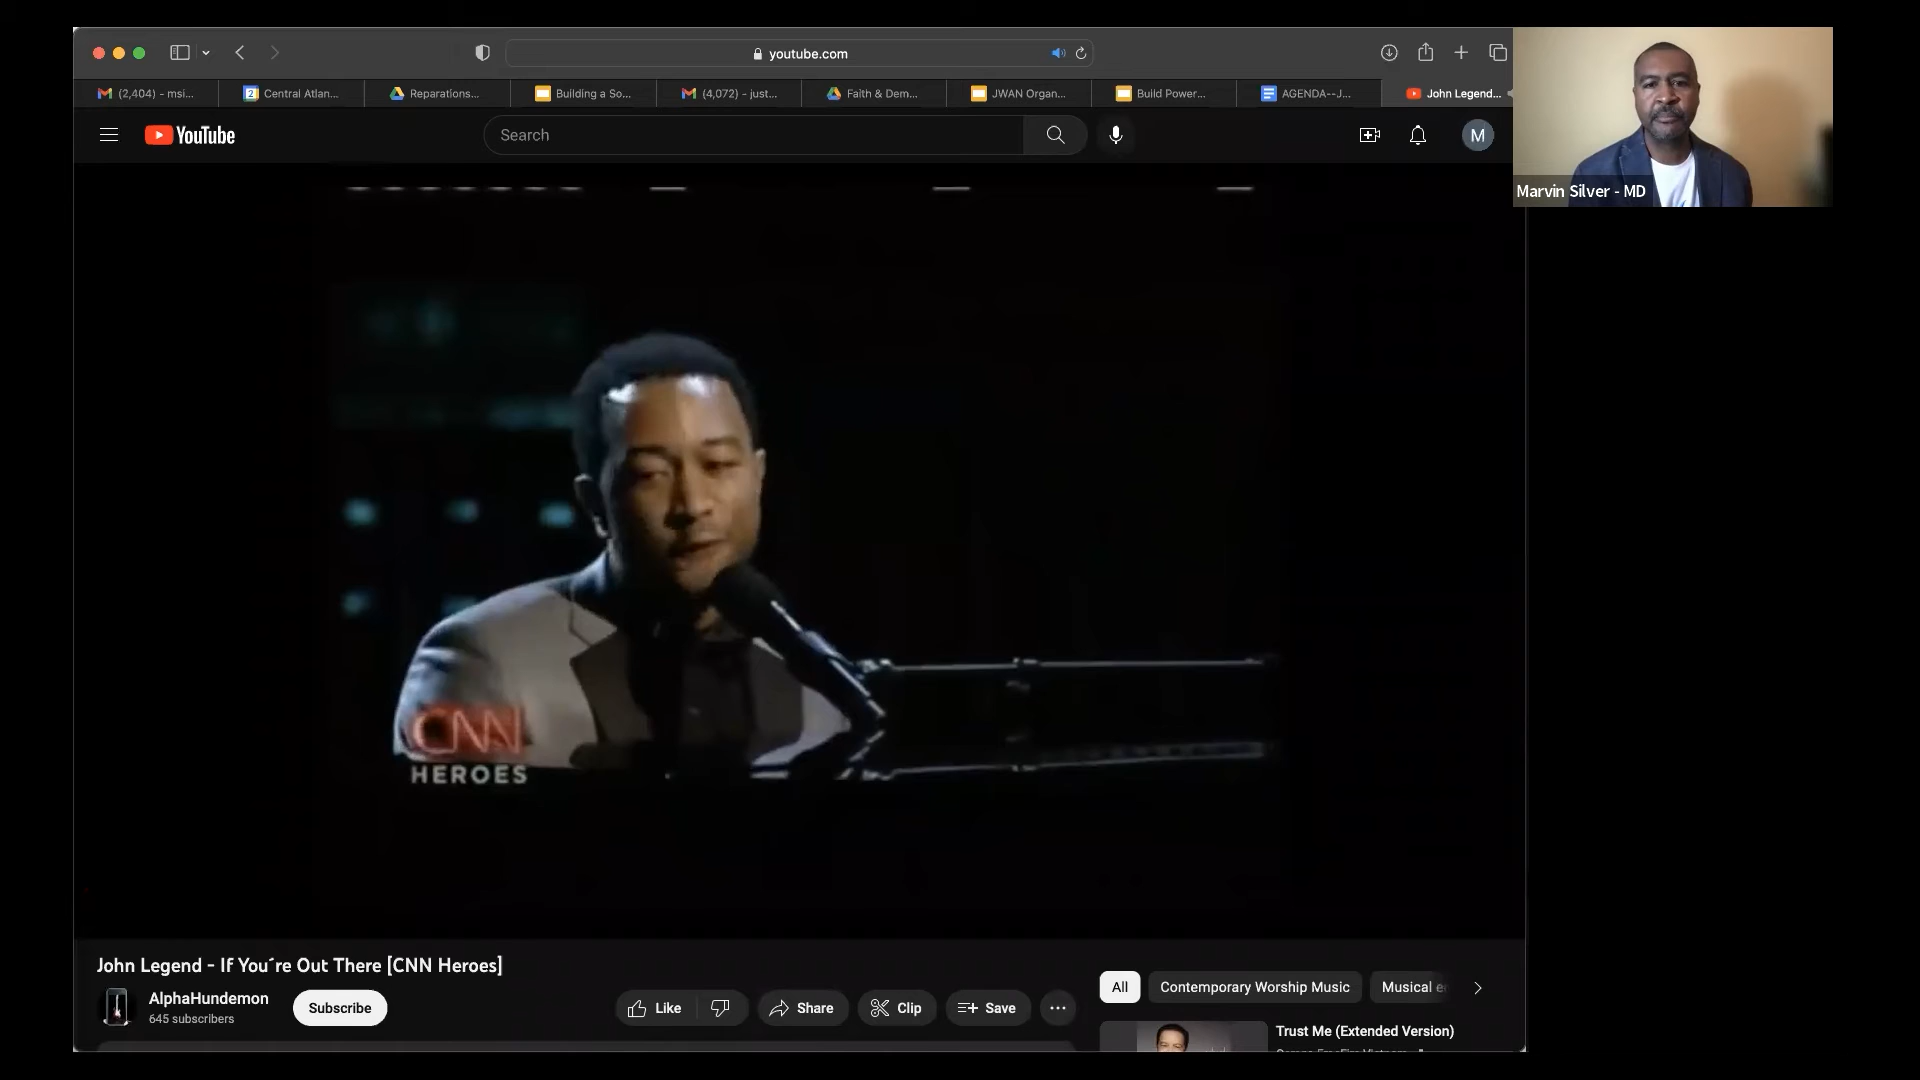 youtube.com
(2,404) - msi...
2
Central Atlan...
Reparations...
Building a So...
(4,072) - just...
Faith & Dem...
JWAN Organ...
Build Power...
AGENDA--J...
John Legend...
YouTube
Search
M
Marvin Silver - MD
CNN
HEROES
John Legend - If You´re Out There [CNN Heroes]
AlphaHundemon
645 subscribers
Subscribe
Like
Share
Clip
Save
All
Contemporary Worship Music
Musical e
Trust Me (Extended Version)